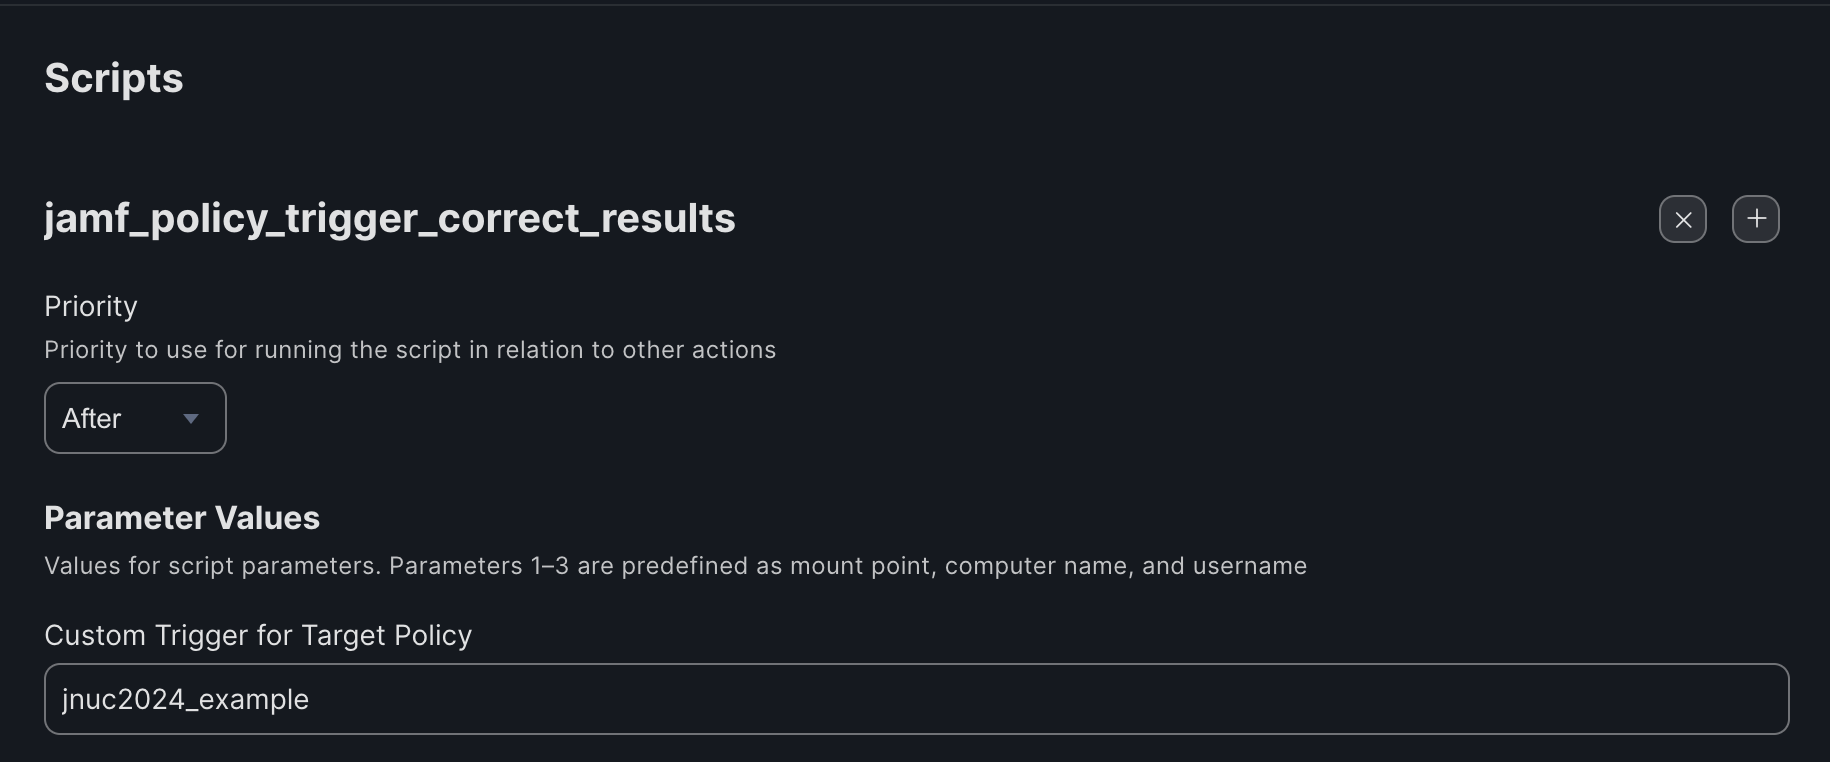 Scripts
jamf_policy_trigger_correct_results
Priority
Priority to use for running the script in relation to other actions
After
Parameter Values
Values for script parameters. Parameters 1–3 are predefined as mount point, computer name, and username
Custom Trigger for Target Policy
jnuc2024_example